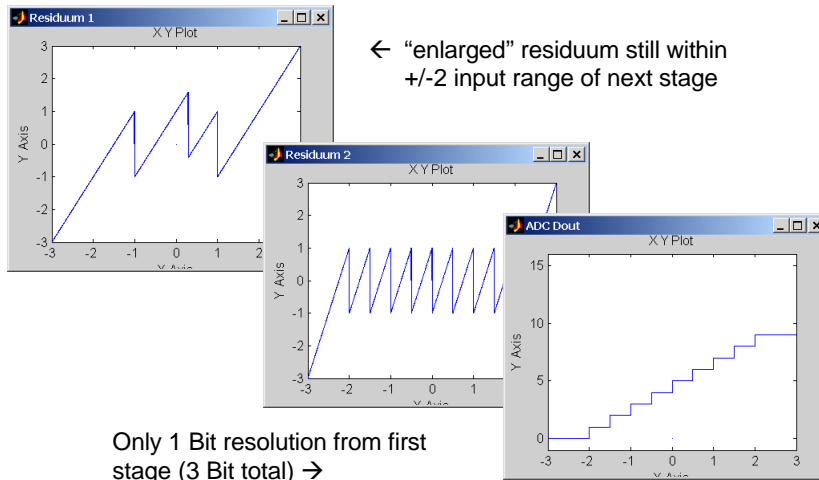 Residuum 1
X Y Plot
3
2
1
0
-1
-2
-3
Y Axis
-3 -2 -1 0 1 2
← "enlarged" residuum still within
+/-2 input range of next stage
Residuum 2
X Y Plot
3
2
1
0
-1
-2
-3
Y Axis
-3 -2 -1 0 1
ADC Dout
X Y Plot
15
10
5
0
Y Axis
-3 -2 -1 0 1 2 3
Only 1 Bit resolution from first
stage (3 Bit total) →